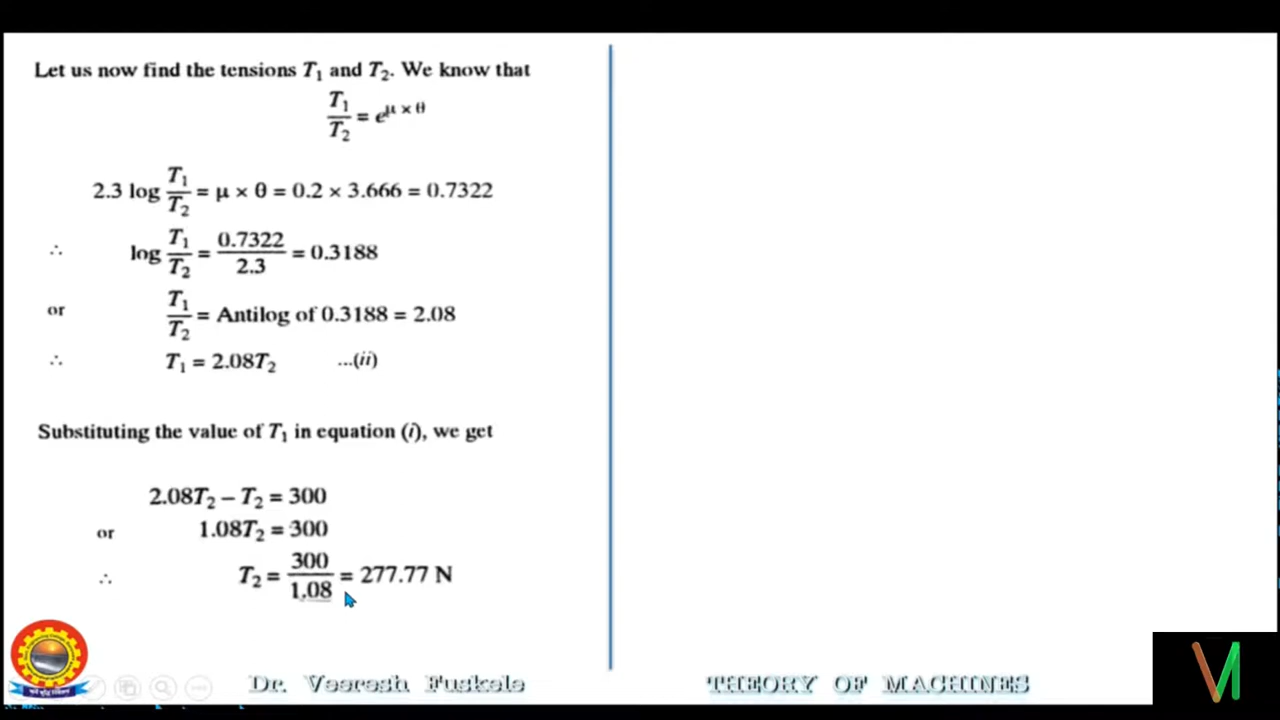 Let us now find the tensions T₁ and T₂. We know that
T₁/T₂ = e^(μ × θ)
2.3 log T₁/T₂ = μ × θ = 0.2 × 3.666 = 0.7322
∴ log T₁/T₂ = 0.7322/2.3 = 0.3188
or T₁/T₂ = Antilog of 0.3188 = 2.08
∴ T₁ = 2.08T₂ ...(ii)
Substituting the value of T₁ in equation (i), we get
2.08T₂ – T₂ = 300
or 1.08T₂ = 300
∴ T₂ = 300/1.08 = 277.77 N
Dr. Veeresh Fuskele
THEORY OF MACHINES